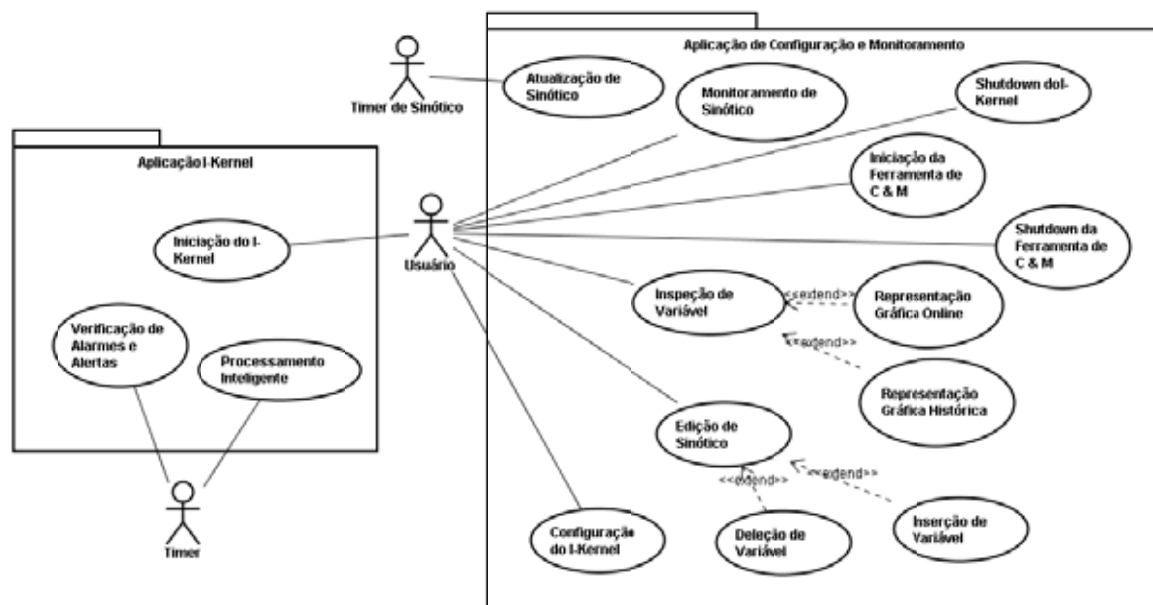 Aplicação de Configuração e Monitoramento
Timer de Sinótico
Atualização de
Sinótico
Monitoramento de
Sinótico
Shutdown doI-
Kernel
Aplicação I-Kernel
Iniciação da
Ferramenta de
C & M
Iniciação do I-
Kernel
Usuário
Shutdown da
Ferramenta de
C & M
Inspeção de
Variável
<<extend>>
Representação
Gráfica Online
<<extend>>
Representação
Gráfica Histórica
Verificação de
Alarmes e
Alertas
Processamento
Inteligente
Edição de
Sinótico
<<extend>>
<<extend>>
Timer
Configuração
do I-Kernel
Deleção de
Variável
Inserção de
Variável